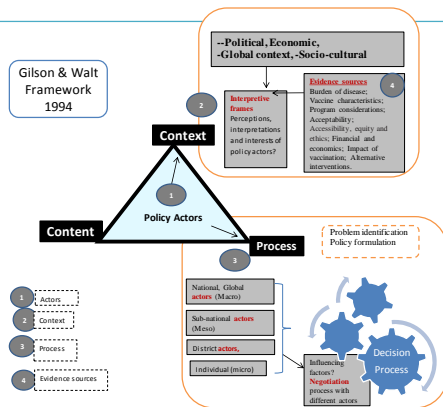 Gilson & Walt
Framework
1994
--Political, Economic,
-Global context, -Socio-cultural
2
Interpretive
frames
Perceptions,
interpretations
and interests of
policy actors?
4
Evidence sources
Burden of disease;
Vaccine characteristics;
Program considerations;
Acceptability;
Accessibility, equity and
ethics; Financial and
economics; Impact of
vaccination; Alternative
interventions.
Context
1
Policy Actors
Content
Process
3
Problem identification
Policy formulation
National, Global
actors (Macro)
Sub-national actors
(Meso)
District actors,
Individual (micro)
Decision
Process
Influencing
factors?
Negotiation
process with
different actors
1 Actors
2 Context
3 Process
4 Evidence sources